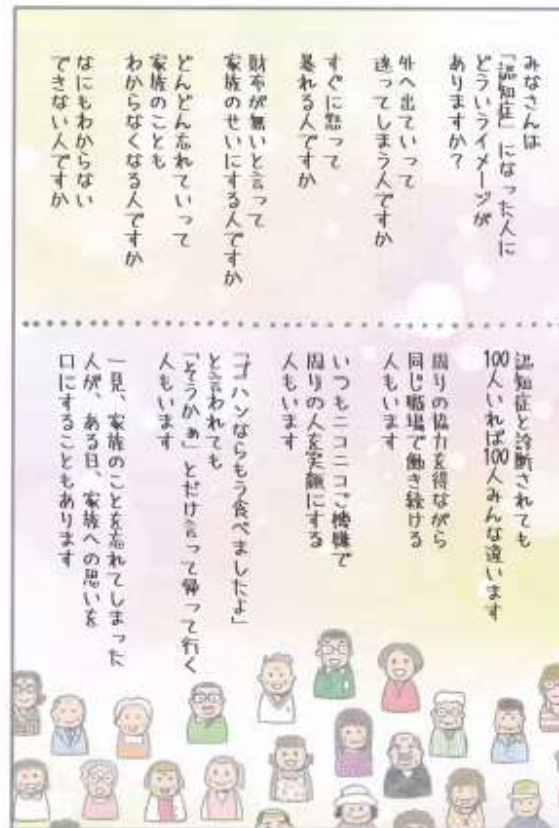 みなさんは
「認知症」になった人に
どういうイメージが
ありますか?
外へ出ていって
迷ってしまう人ですか
すぐに怒って
暴れる人ですか
財布が無いと言って
家族のせいにする人ですか
どんどん忘れていって
家族のことも
わからなくなる人ですか
なにもわからない
できない人ですか
認知症と診断されても
100人いれば100人みんな違います
周りの協力を得ながら
同じ職場で働き続ける
人もいます
いつもニコニコご機嫌で
周りの人を笑顔にする
人もいます
「ゴハンならもう食べましたよ」
と言われても
「そうかぁ」とだけ言って帰って行く
人もいます
一見、家族のことを忘れてしまった
人が、ある日、家族への思いを
口にすることもあります